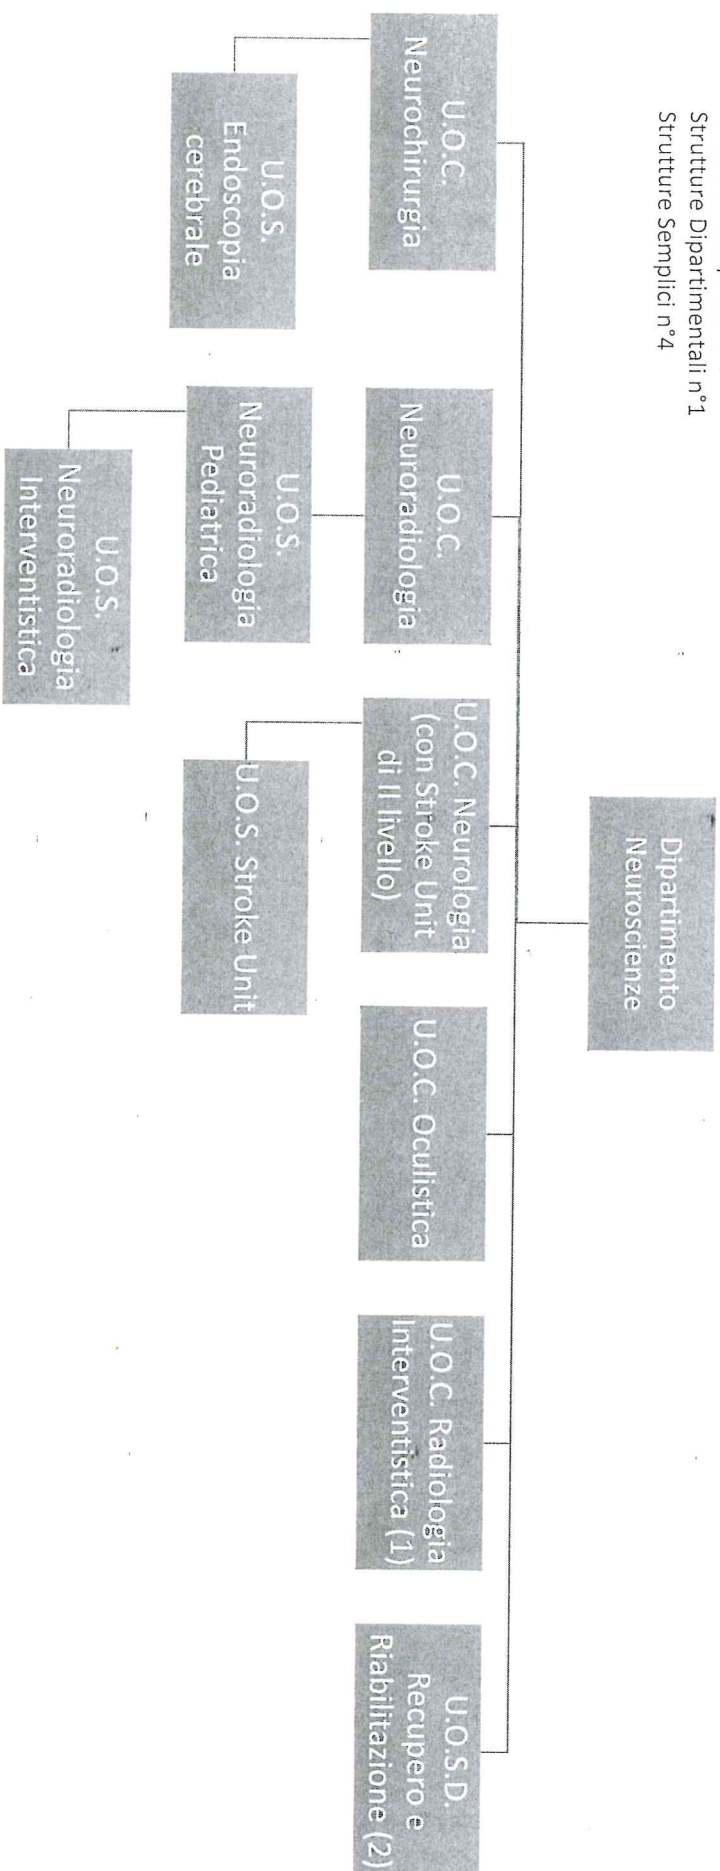 Strutture Dipartimentali n°1
Strutture Semplici n°4
Dipartimento
Neuroscienze
U.O.C.
Neurochirurgia
U.O.C.
Neuroradiologia
U.O.C. Neurologia
(con Stroke Unit
di II livello)
U.O.C. Oculistica
U.O.C. Radiologia
Interventistica (1)
U.O.S.D.
Recupero e
Riabilitazione (2)
U.O.S.
Endoscopia
cerebrale
U.O.S.
Neuroradiologia
Pediatrica
U.O.S. Stroke Unit
U.O.S.
Neuroradiologia
Interventistica